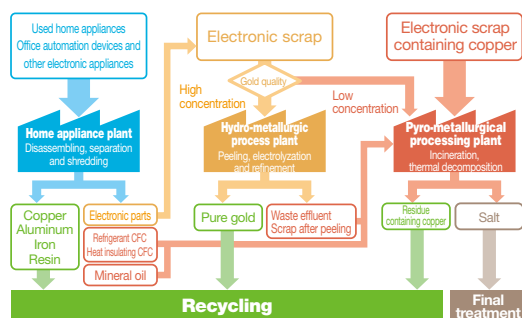 Used home appliances
Office automation devices and
other electronic appliances
Electronic scrap
Electronic scrap
containing copper
Gold quality
High
concentration
Low
concentration
Home appliance plant
Disassembling, separation
and shredding
Hydro-metallurgic
process plant
Peeling, electrolyzation
and refinement
Pyro-metalurgical
processing plant
Incineration,
thermal decomposition
Copper
Aluminum
Iron
Resin
Electronic parts
Refrigerant CFC
Heat insulating CFC
Mineral oil
Pure gold
Waste effluent
Scrap after peeling
Residue
containing copper
Salt
Recycling
Final
treatment